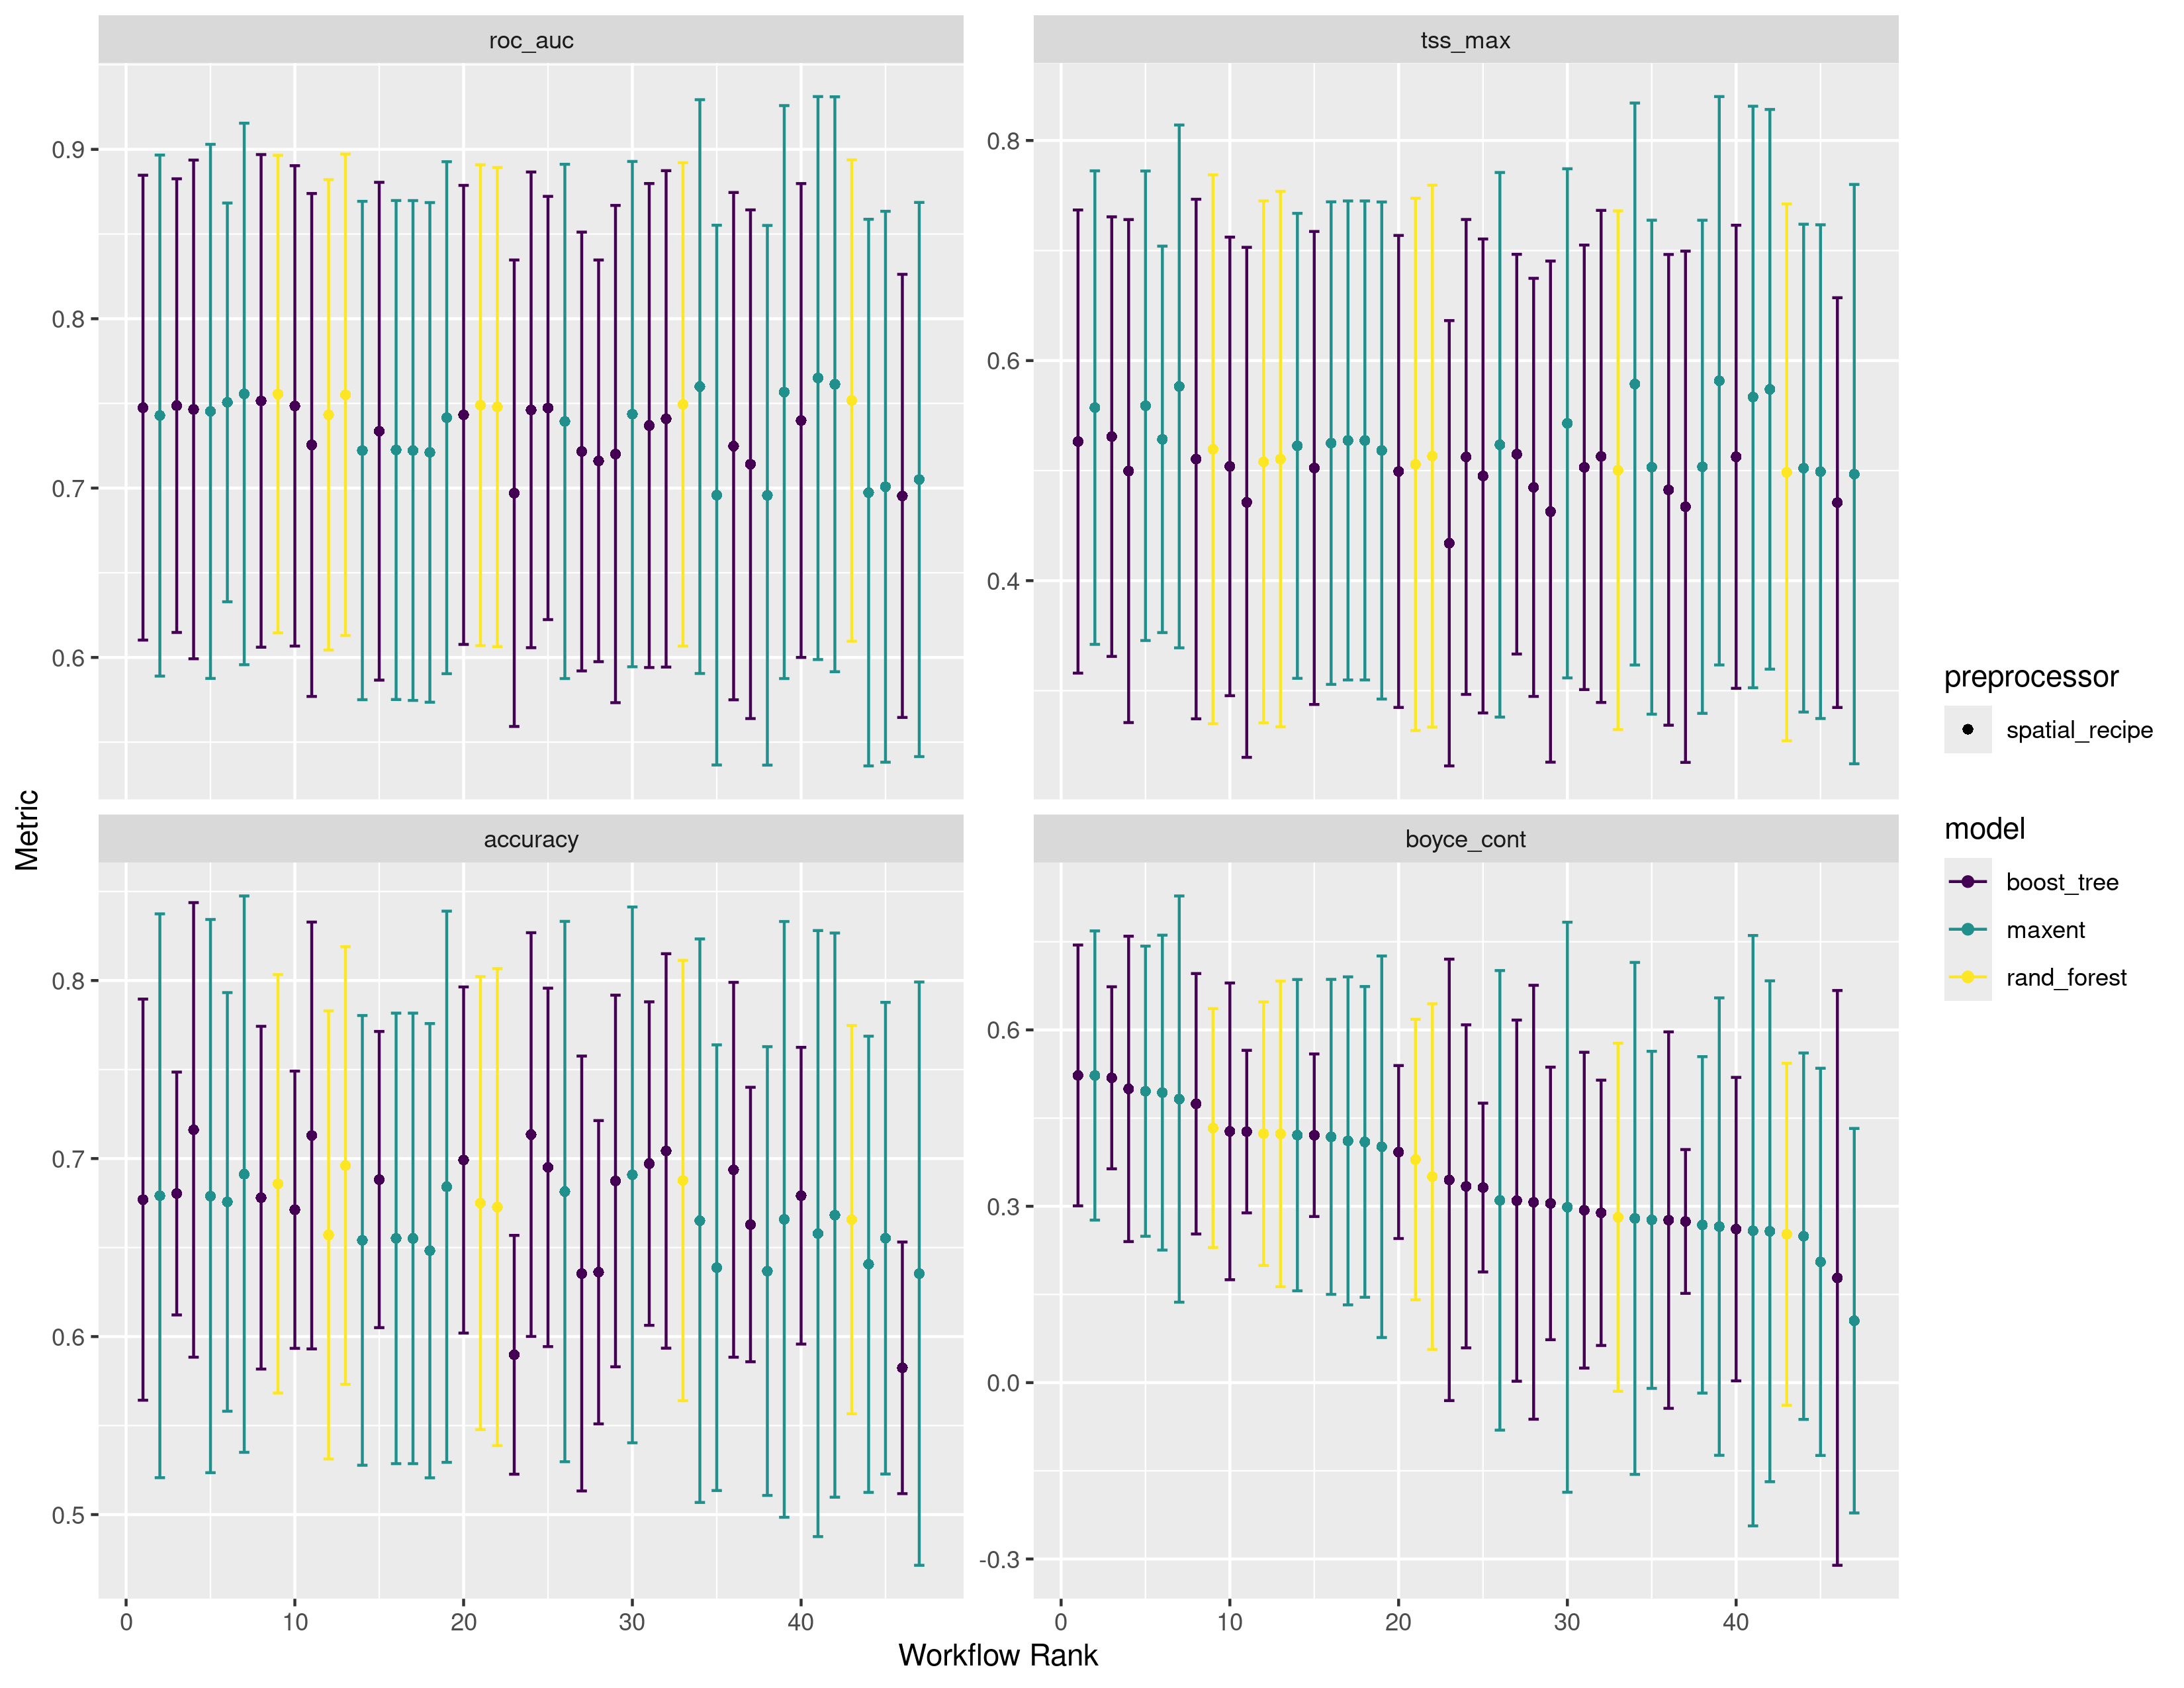 roc_auc
tss_max
0.9
0.8
0.7
0.6
0.8
0.6
0.4
accuracy
boyce_cont
0.8
0.7
0.6
0.5
0.6
0.3
0.0
-0.3
0 10 20 30 40
0 10 20 30 40
Metric
Workflow Rank
preprocessor
spatial_recipe
model
boost_tree
maxent
rand_forest